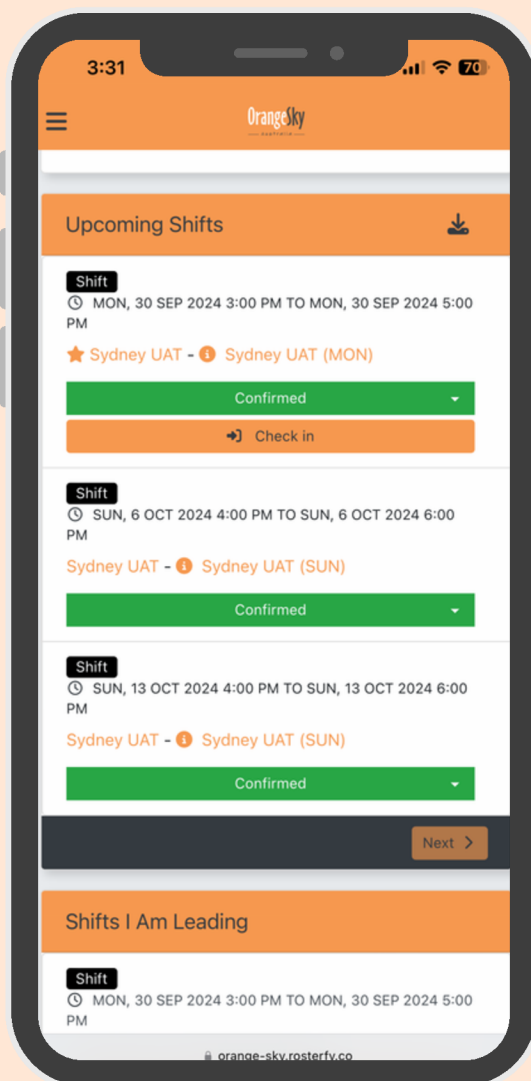 3:31
70
OrangeSky
Upcoming Shifts
Shift
MON, 30 SEP 2024 3:00 PM TO MON, 30 SEP 2024 5:00
PM
Sydney UAT - Sydney UAT (MON)
Confirmed
Check in
Shift
SUN, 6 OCT 2024 4:00 PM TO SUN, 6 OCT 2024 6:00
PM
Sydney UAT - Sydney UAT (SUN)
Confirmed
Shift
SUN, 13 OCT 2024 4:00 PM TO SUN, 13 OCT 2024 6:00
PM
Sydney UAT - Sydney UAT (SUN)
Confirmed
Next
Shifts I Am Leading
Shift
MON, 30 SEP 2024 3:00 PM TO MON, 30 SEP 2024 5:00
PM
orange-sky.rosterfy.co